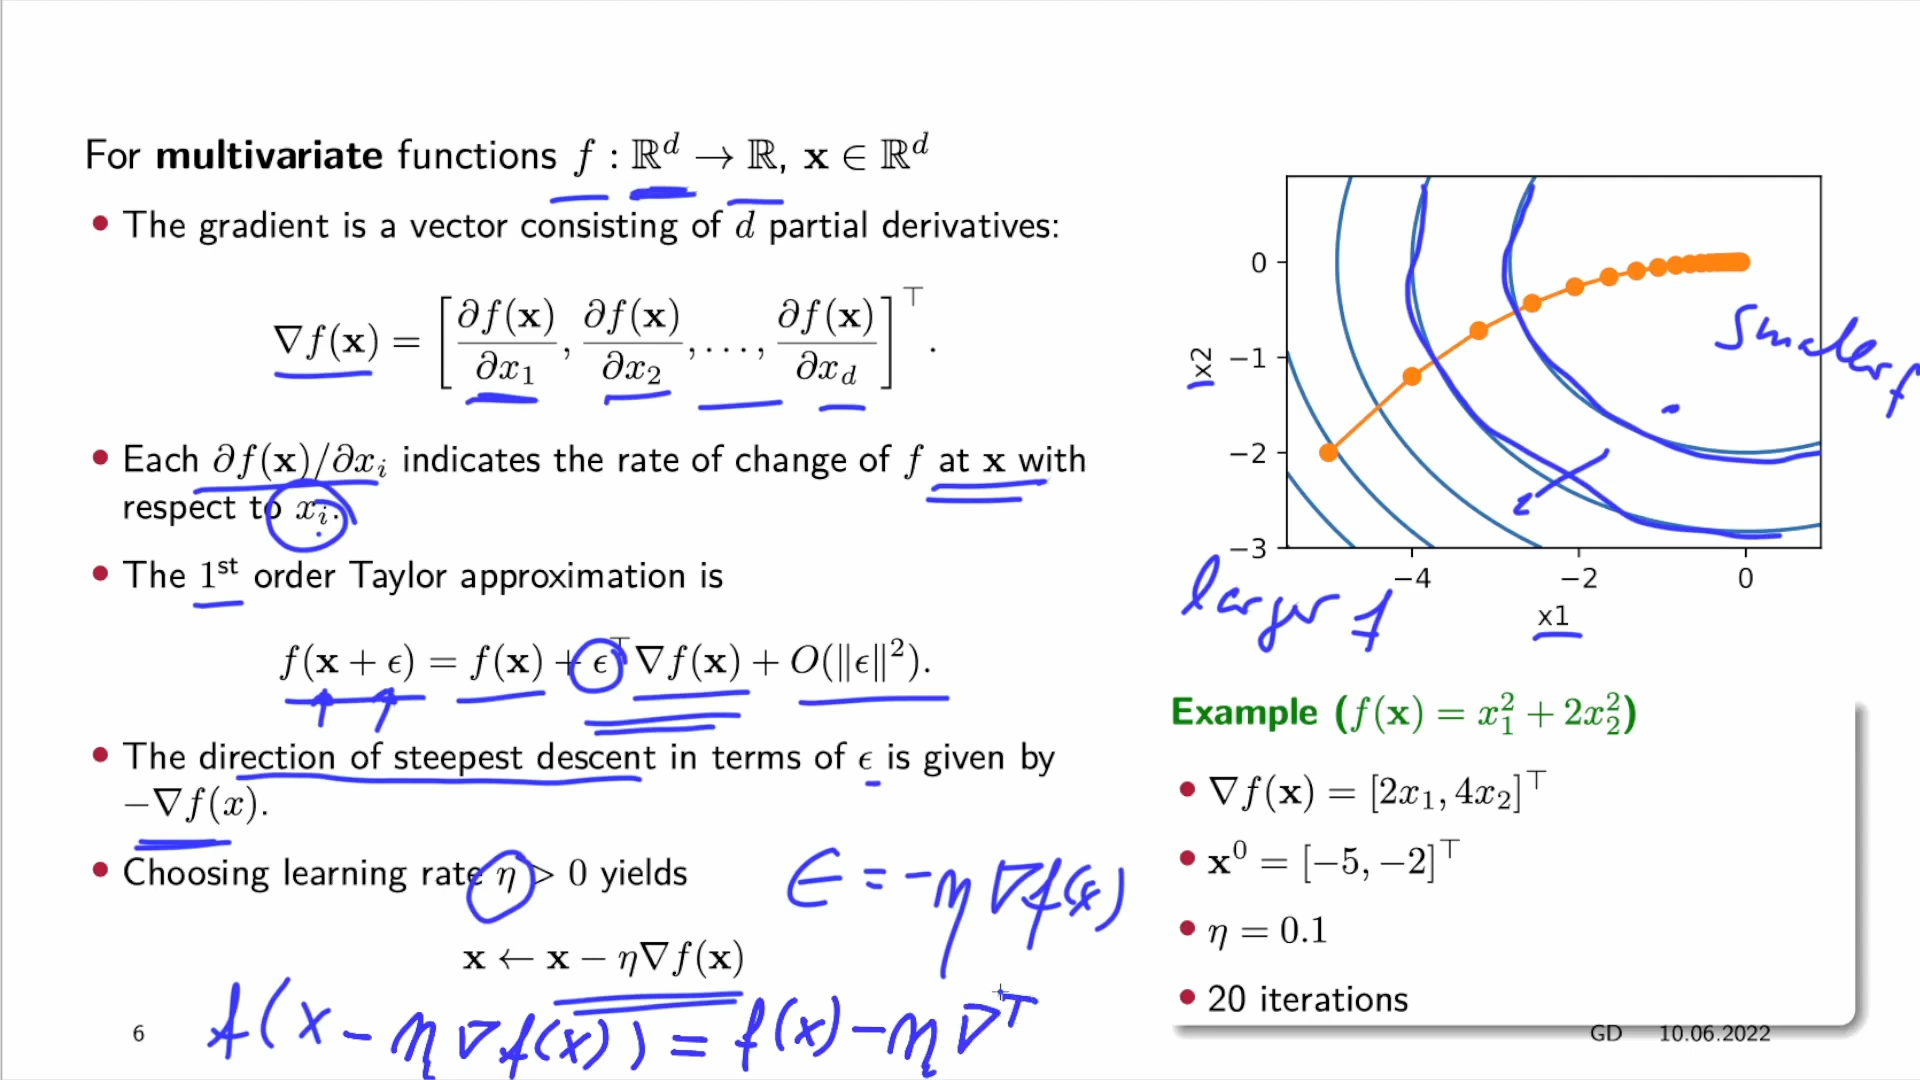 For multivariate functions f : ℝ^d → ℝ, x ∈ ℝ^d
• The gradient is a vector consisting of d partial derivatives:
∇f(x) = [∂f(x)/∂x_1, ∂f(x)/∂x_2, ..., ∂f(x)/∂x_d]^⊤.
• Each ∂f(x)/∂x_i indicates the rate of change of f at x with
respect to x_i.
• The 1^st order Taylor approximation is
f(x + ϵ) = f(x) + ϵ^⊤∇f(x) + O(‖ϵ‖^2).
• The direction of steepest descent in terms of ϵ is given by
−∇f(x).
• Choosing learning rate η > 0 yields
ϵ = -η ∇f(x)
x ← x − η∇f(x)
f(x - η ∇f(x)) = f(x) - η ∇^T
6
0
−1
−2
−3
x2
−4 −2 0
x1
smaller f
larger f
Example (f(x) = x_1^2 + 2x_2^2)
• ∇f(x) = [2x_1, 4x_2]^⊤
• x^0 = [−5, −2]^⊤
• η = 0.1
• 20 iterations
GD 10.06.2022